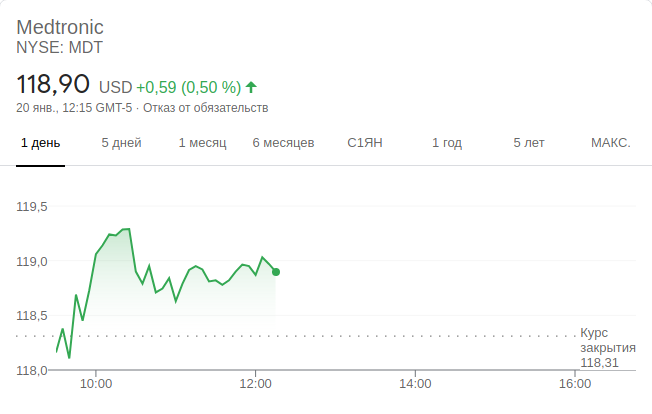 Medtronic
NYSE: MDT
118,90 USD +0,59 (0,50 %)
20 янв., 12:15 GMT-5 · Отказ от обязательств
1 день 5 дней 1 месяц 6 месяцев С1ЯН 1 год 5 лет МАКС.
119,5
119,0
118,5
Курс
закрытия
118,31
118,0
10:00 12:00 14:00 16:00